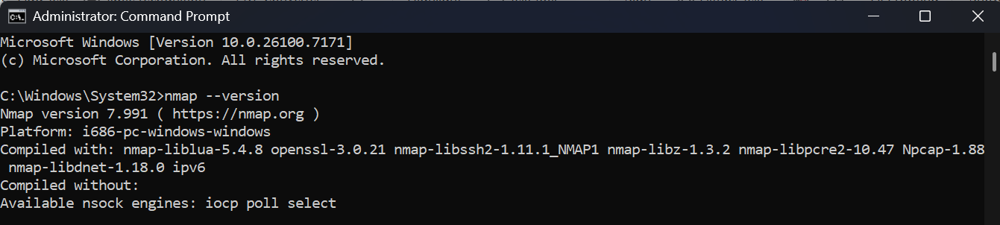 Administrator: Command Prompt
Microsoft Windows [Version 10.0.26100.7171]
(c) Microsoft Corporation. All rights reserved.
C:\Windows\System32>nmap --version
Nmap version 7.991 ( https://nmap.org )
Platform: i686-pc-windows-windows
Compiled with: nmap-liblua-5.4.8 openssl-3.0.21 nmap-libssh2-1.11.1_NMAP1 nmap-libz-1.3.2 nmap-libpcre2-10.47 Npcap-1.88
 nmap-libdnet-1.18.0 ipv6
Compiled without:
Available nsock engines: iocp poll select